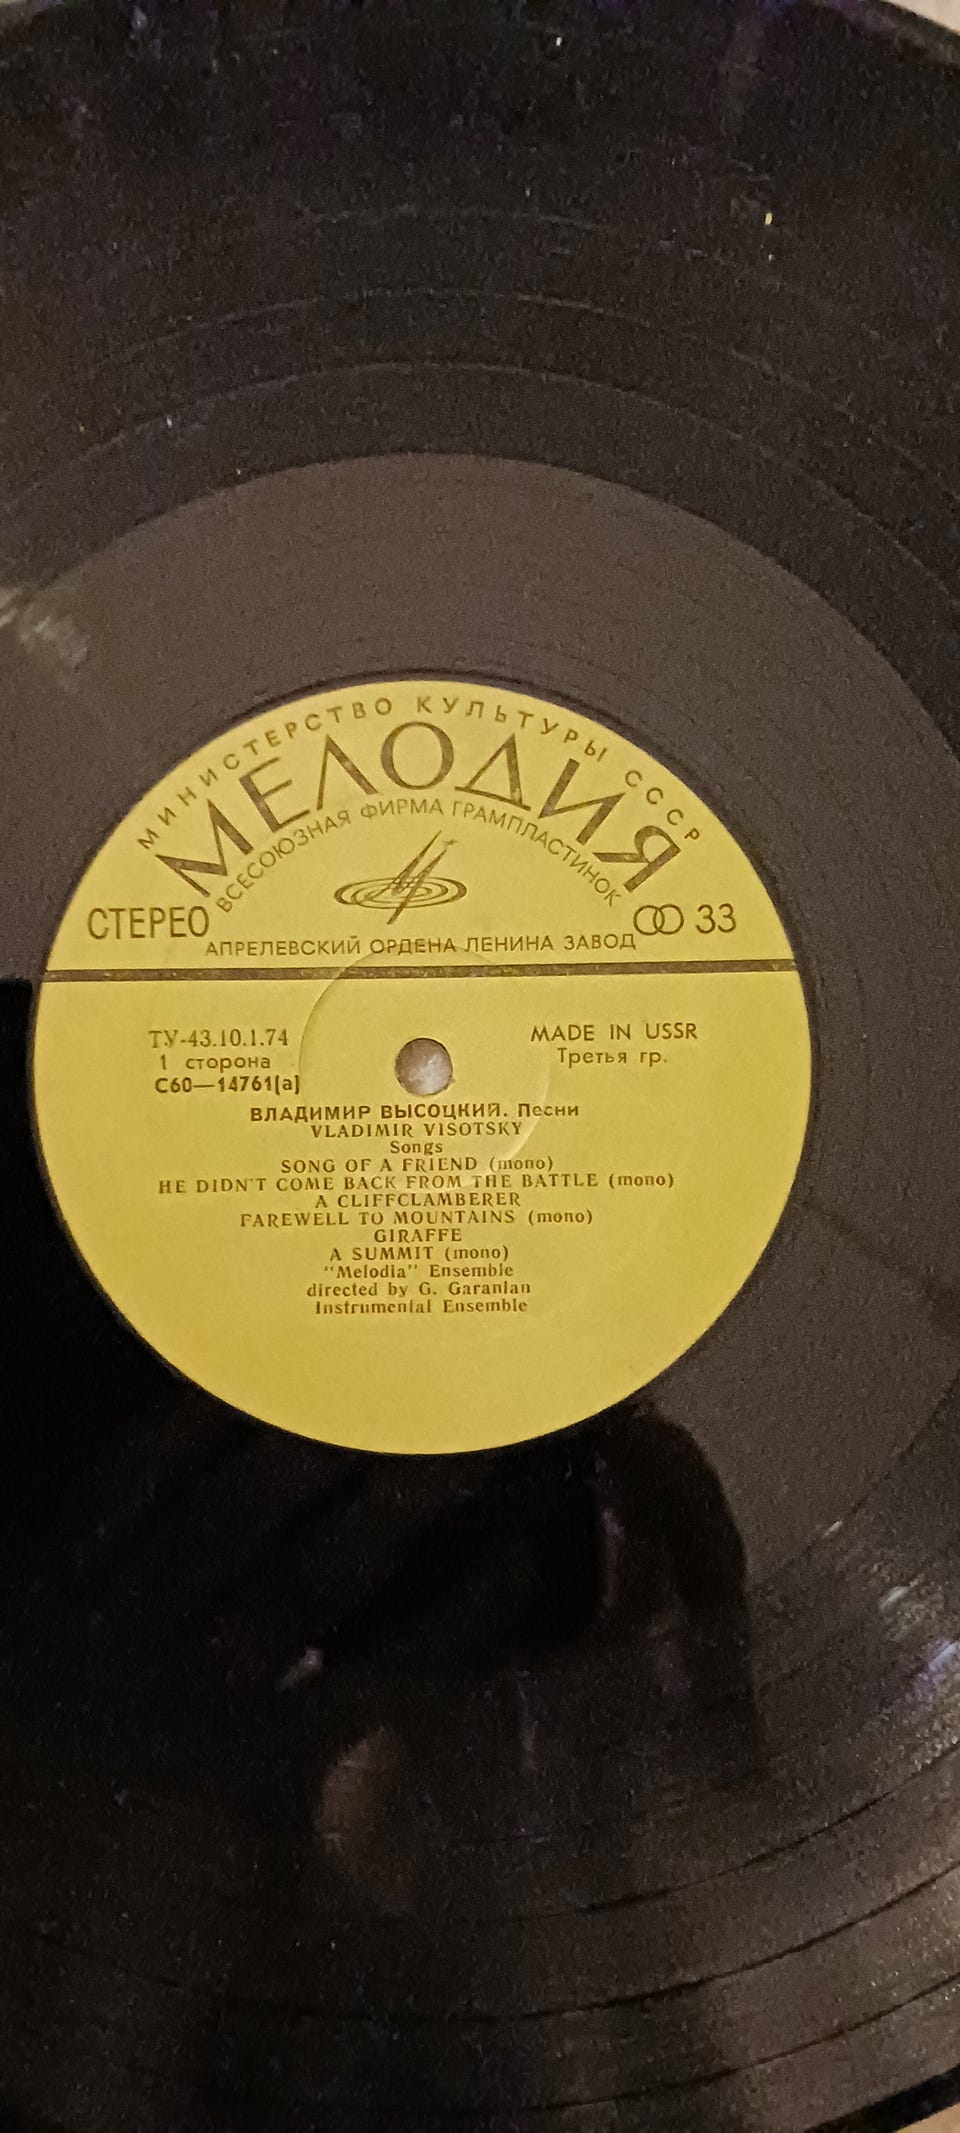 МИНИСТЕРСТВО КУЛЬТУРЫ СССР
МЕЛОДИЯ
ВСЕСОЮЗНАЯ ФИРМА ГРАМПЛАСТИНОК
СТЕРЕО
33
АПРЕЛЕВСКИЙ ОРДЕНА ЛЕНИНА ЗАВОД
ТУ-43.10.1.74
MADE IN USSR
1 сторона
Третья гр.
С60—14761(а)
ВЛАДИМИР ВЫСОЦКИЙ. Песни
VLADIMIR VISOTSKY
Songs
SONG OF A FRIEND (mono)
HE DIDN'T COME BACK FROM THE BATTLE (mono)
A CLIFFCLAMBERER
FAREWELL TO MOUNTAINS (mono)
GIRAFFE
A SUMMIT (mono)
"Melodia" Ensemble
directed by G. Garanian
Instrumental Ensemble